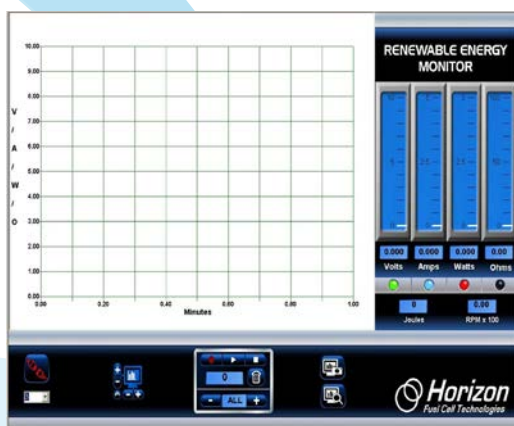 RENEWABLE ENERGY
MONITOR
10.00
9.00
8.00
7.00
6.00
5.00
4.00
3.00
2.00
1.00
0.00
V / A / W / O
0.00 0.20 0.40 0.60 0.80 1.00
Minutes
0.000 0.000 0.000 0.00
Volts Amps Watts Ohms
0 0.00
Joules RPM x 100
0
- ALL +
Horizon
Fuel Cell Technologies